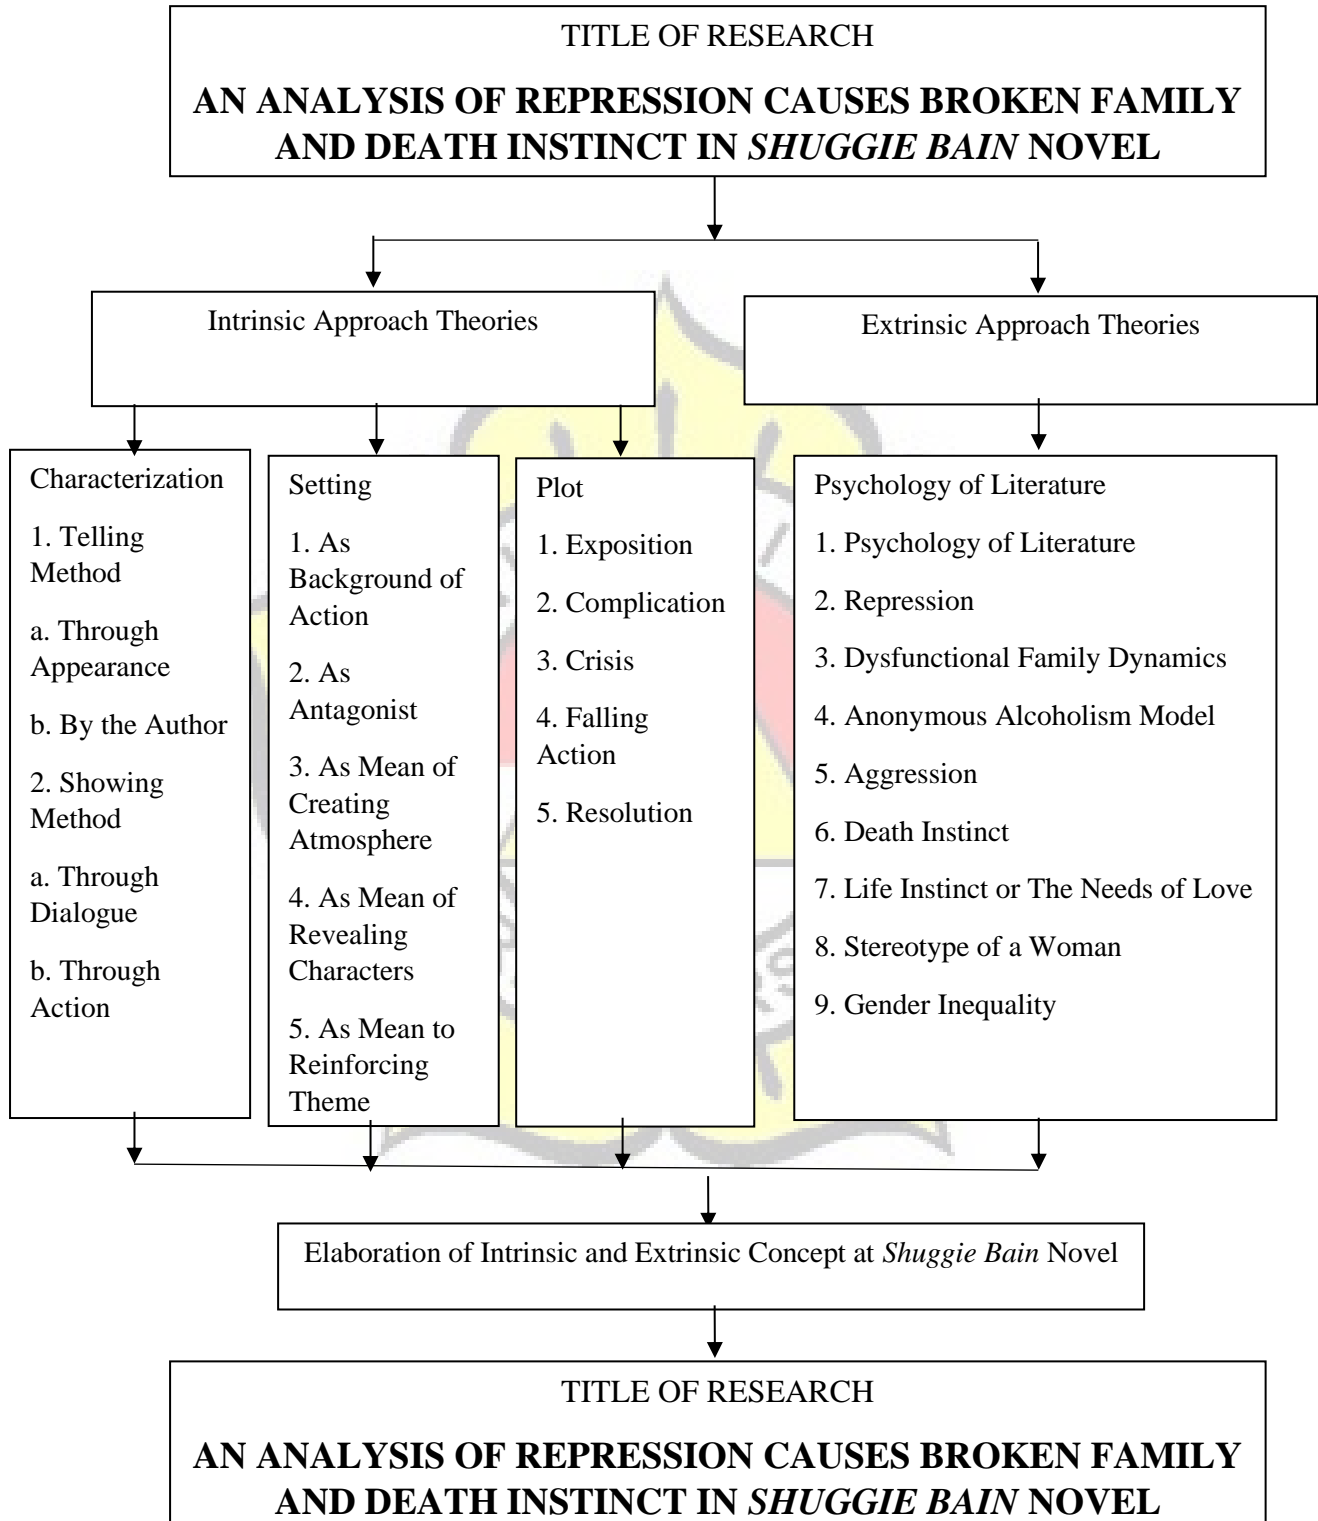 TITLE OF RESEARCH
AN ANALYSIS OF REPRESSION CAUSES BROKEN FAMILY
AND DEATH INSTINCT IN SHUGGIE BAIN NOVEL
Intrinsic Approach Theories
Extrinsic Approach Theories
Characterization
1. Telling
Method
a. Through
Appearance
b. By the Author
2. Showing
Method
a. Through
Dialogue
b. Through
Action
Setting
1. As
Background of
Action
2. As
Antagonist
3. As Mean of
Creating
Atmosphere
4. As Mean of
Revealing
Characters
5. As Mean to
Reinforcing
Theme
Plot
1. Exposition
2. Complication
3. Crisis
4. Falling
Action
5. Resolution
Psychology of Literature
1. Psychology of Literature
2. Repression
3. Dysfunctional Family Dynamics
4. Anonymous Alcoholism Model
5. Aggression
6. Death Instinct
7. Life Instinct or The Needs of Love
8. Stereotype of a Woman
9. Gender Inequality
Elaboration of Intrinsic and Extrinsic Concept at Shuggie Bain Novel
TITLE OF RESEARCH
AN ANALYSIS OF REPRESSION CAUSES BROKEN FAMILY
AND DEATH INSTINCT IN SHUGGIE BAIN NOVEL